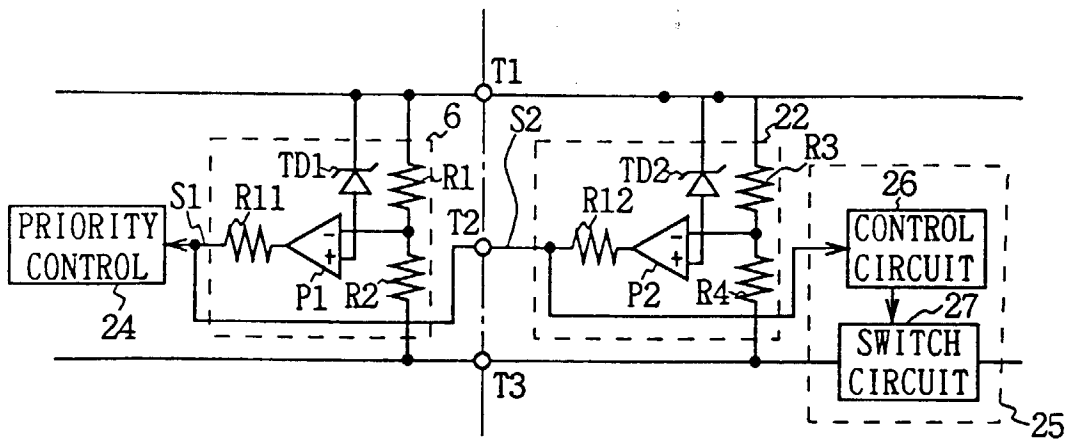 T1
6
S2
22
TD1
R1
TD2
R3
S1
R11
T2
R12
26
PRIORITY
CONTROL
CONTROL
CIRCUIT
-
+
-
+
P1
R2
P2
R4
27
24
SWITCH
CIRCUIT
T3
25